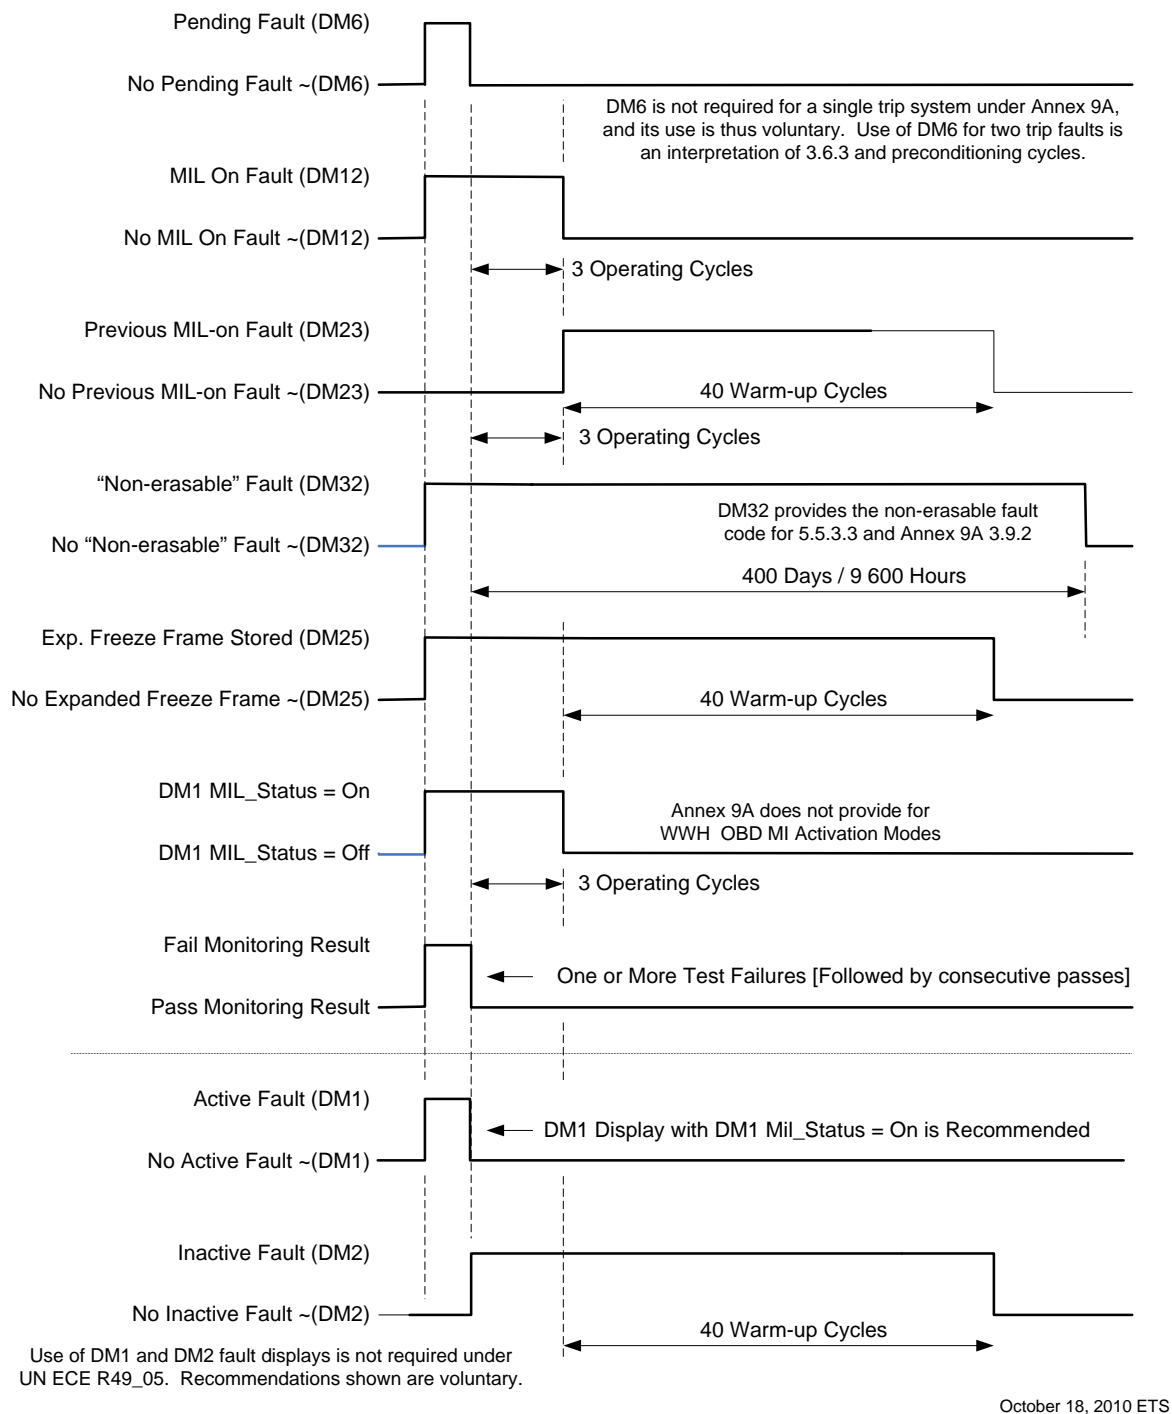 Pending Fault (DM6)
No Pending Fault ~(DM6)
DM6 is not required for a single trip system under Annex 9A,
and its use is thus voluntary. Use of DM6 for two trip faults is
an interpretation of 3.6.3 and preconditioning cycles.
MIL On Fault (DM12)
No MIL On Fault ~(DM12)
3 Operating Cycles
Previous MIL-on Fault (DM23)
No Previous MIL-on Fault ~(DM23)
40 Warm-up Cycles
3 Operating Cycles
“Non-erasable” Fault (DM32)
DM32 provides the non-erasable fault
code for 5.5.3.3 and Annex 9A 3.9.2
No “Non-erasable” Fault ~(DM32)
400 Days / 9 600 Hours
Exp. Freeze Frame Stored (DM25)
No Expanded Freeze Frame ~(DM25)
40 Warm-up Cycles
DM1 MIL_Status = On
Annex 9A does not provide for
WWH OBD MI Activation Modes
DM1 MIL_Status = Off
3 Operating Cycles
Fail Monitoring Result
One or More Test Failures [Followed by consecutive passes]
Pass Monitoring Result
Active Fault (DM1)
DM1 Display with DM1 Mil_Status = On is Recommended
No Active Fault ~(DM1)
Inactive Fault (DM2)
No Inactive Fault ~(DM2)
40 Warm-up Cycles
Use of DM1 and DM2 fault displays is not required under
UN ECE R49_05. Recommendations shown are voluntary.
October 18, 2010 ETS